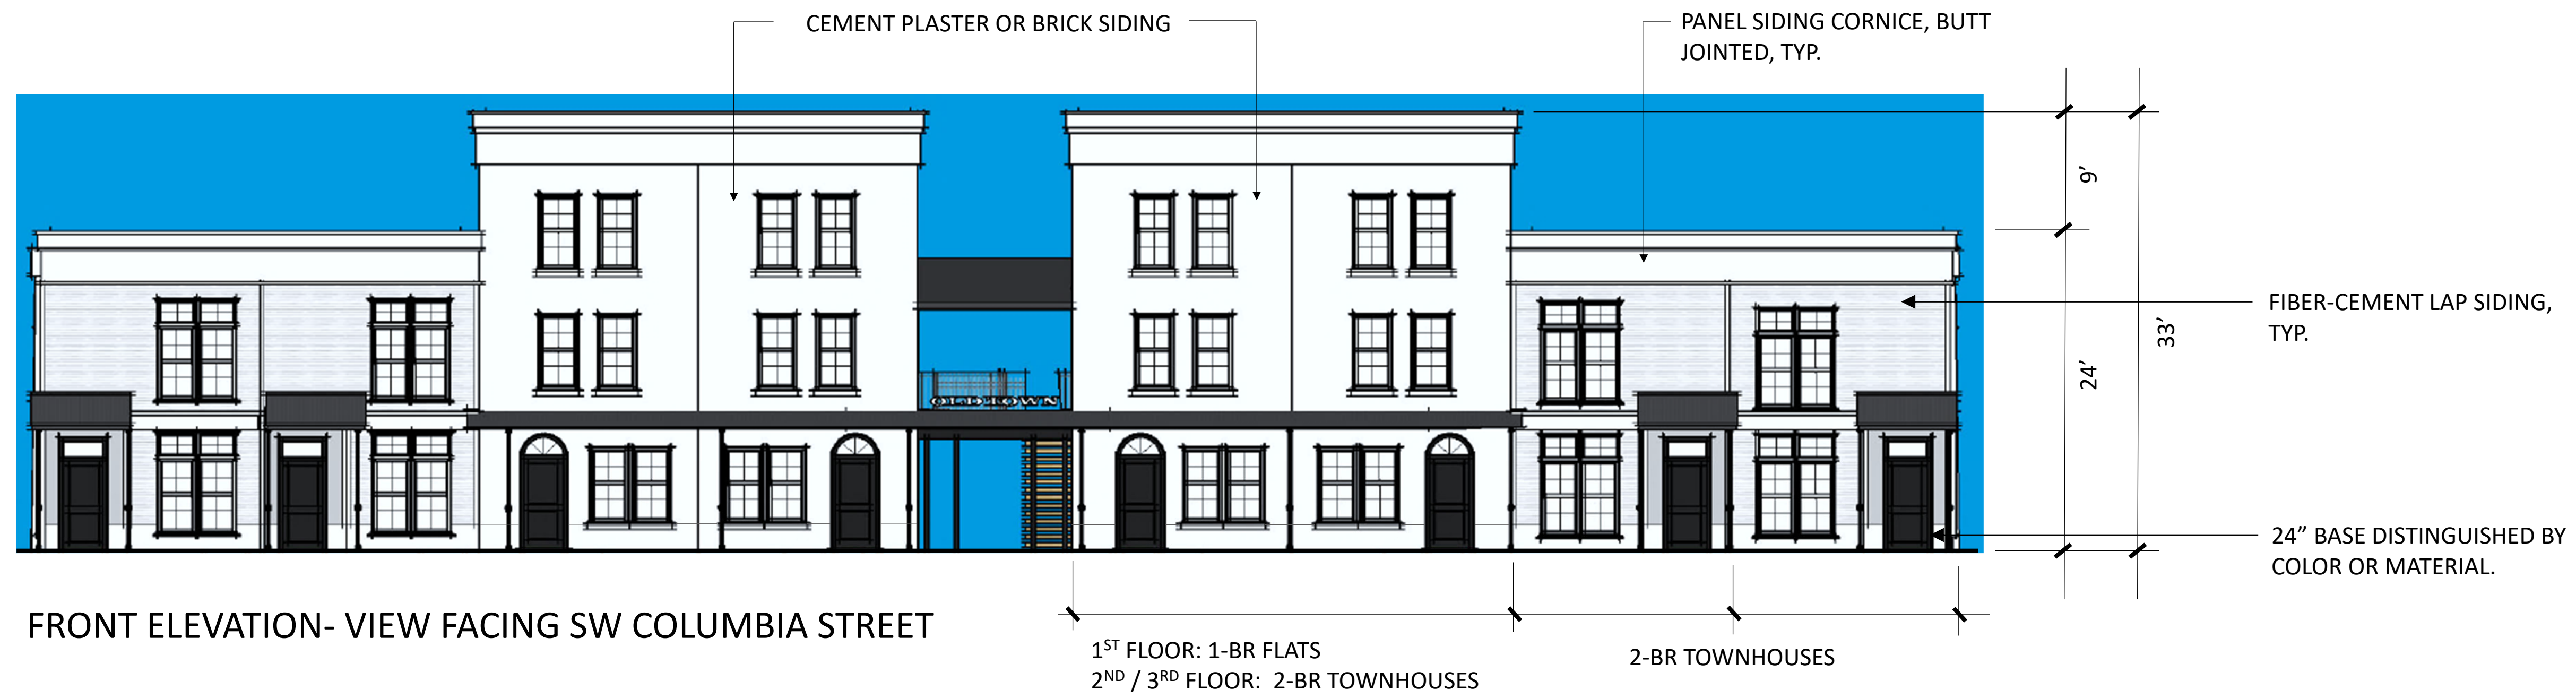 CEMENT PLASTER OR BRICK SIDING
PANEL SIDING CORNICE, BUTT
JOINTED, TYP.
9’
24’
33’
FIBER-CEMENT LAP SIDING,
TYP.
OLDTOWN
24” BASE DISTINGUISHED BY
COLOR OR MATERIAL.
FRONT ELEVATION- VIEW FACING SW COLUMBIA STREET
1ST FLOOR: 1-BR FLATS
2ND / 3RD FLOOR: 2-BR TOWNHOUSES
2-BR TOWNHOUSES